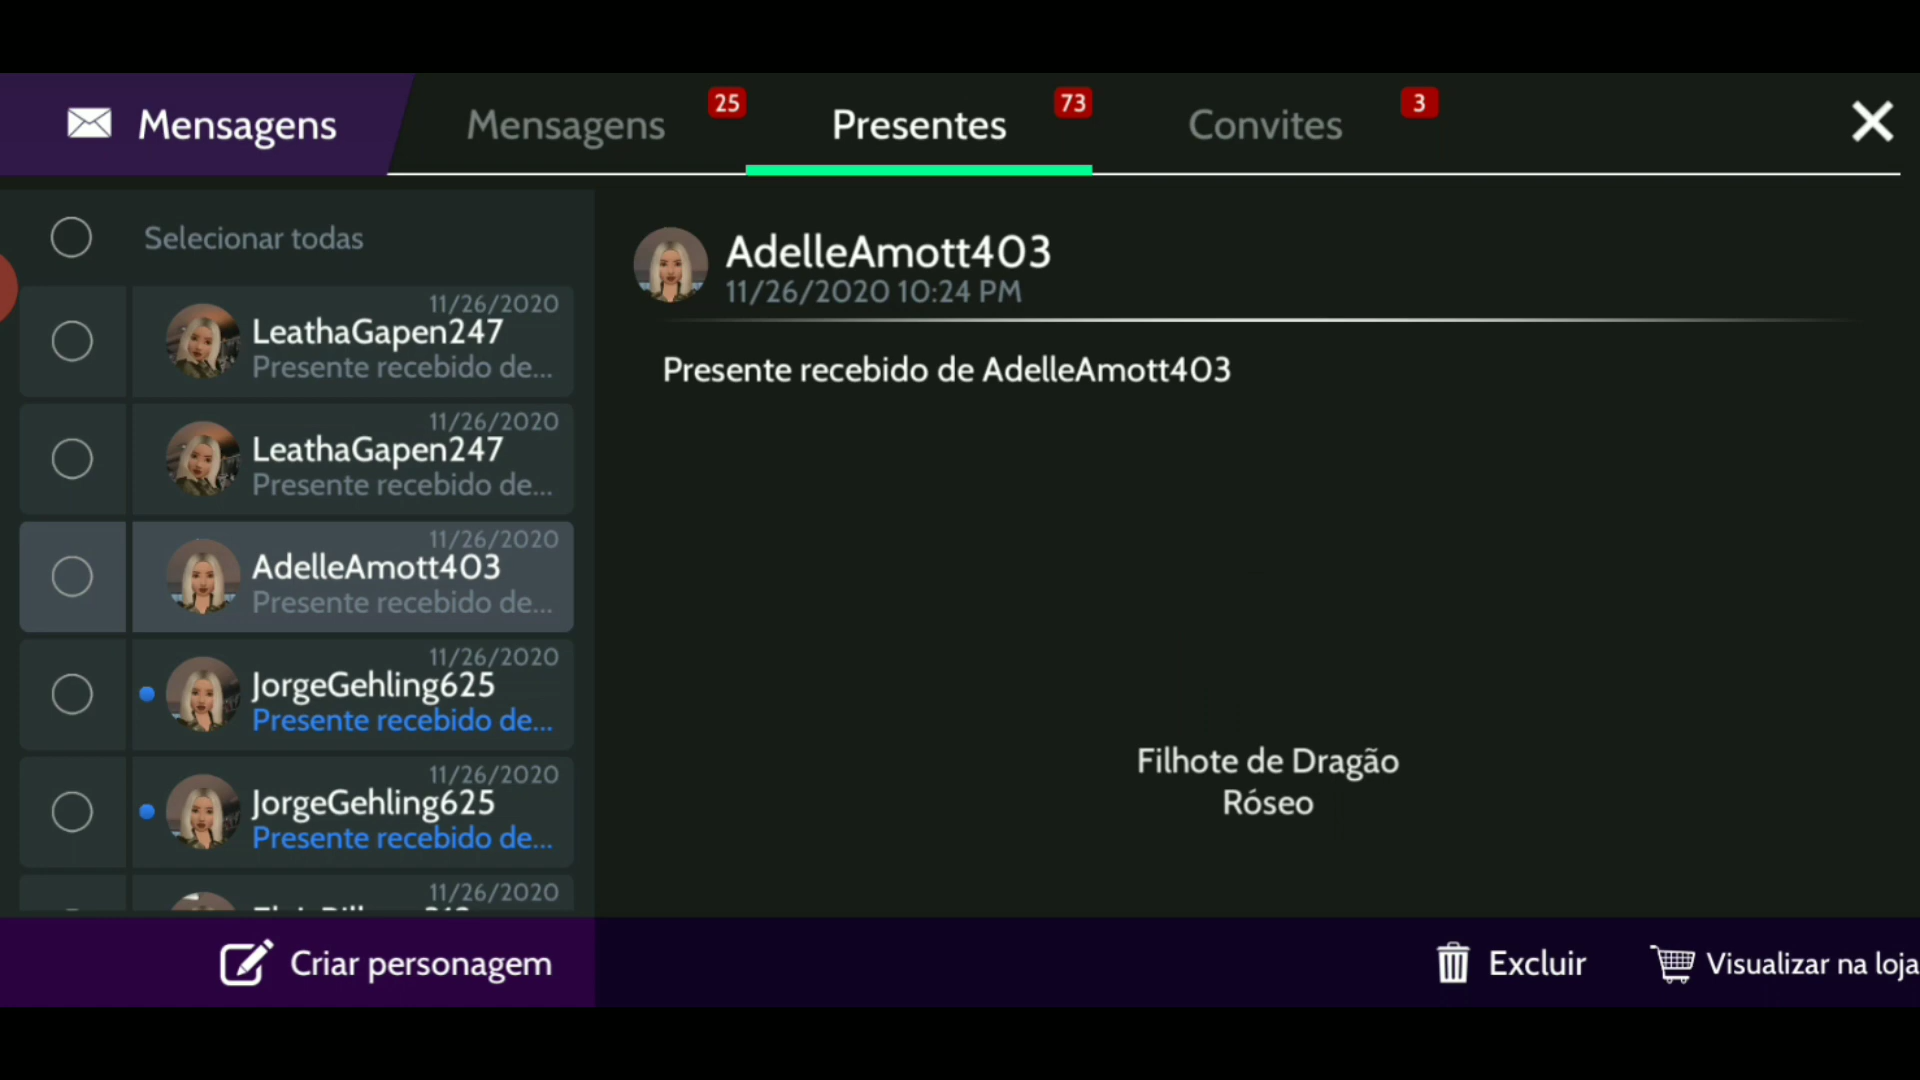 Mensagens
Mensagens 25
Presentes 73
Convites 3
Selecionar todas
11/26/2020
LeathaGapen247
Presente recebido de...
11/26/2020
LeathaGapen247
Presente recebido de...
11/26/2020
AdelleAmott403
Presente recebido de...
11/26/2020
JorgeGehling625
Presente recebido de...
11/26/2020
JorgeGehling625
Presente recebido de...
11/26/2020
Criar personagem
AdelleAmott403
11/26/2020 10:24 PM
Presente recebido de AdelleAmott403
Filhote de Dragão
Róseo
Excluir
Visualizar na loja